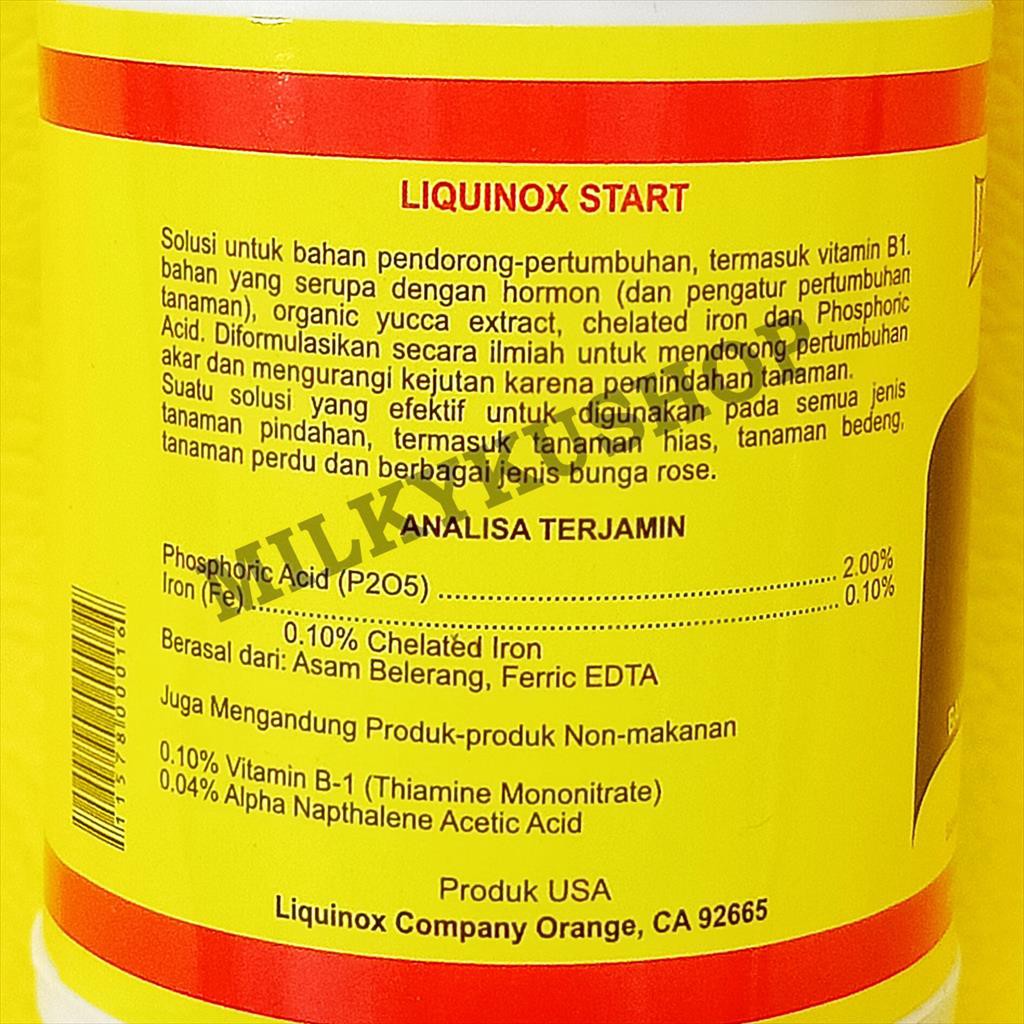 LIQUINOX START
Solusi untuk bahan pendorong-pertumbuhan, termasuk vitamin B1.
bahan yang serupa dengan hormon (dan pengatur pertumbuhan
tanaman), organic yucca extract, chelated iron dan Phosphoric
Acid. Diformulasikan secara ilmiah untuk mendorong pertumbuhan
akar dan mengurangi kejutan karena pemindahan tanaman.
Suatu solusi yang efektif untuk digunakan pada semua jenis
tanaman pindahan, termasuk tanaman hias, tanaman bedeng,
tanaman perdu dan berbagai jenis bunga rose.
MILKYKUSHOP
ANALISA TERJAMIN
Phosphoric Acid (P2O5) ........................................ 2.00%
Iron (Fe) ........................................ 0.10%
0.10% Chelated Iron
Berasal dari: Asam Belerang, Ferric EDTA
Juga Mengandung Produk-produk Non-makanan
0.10% Vitamin B-1 (Thiamine Mononitrate)
0.04% Alpha Napthalene Acetic Acid
Produk USA
Liquinox Company Orange, CA 92665